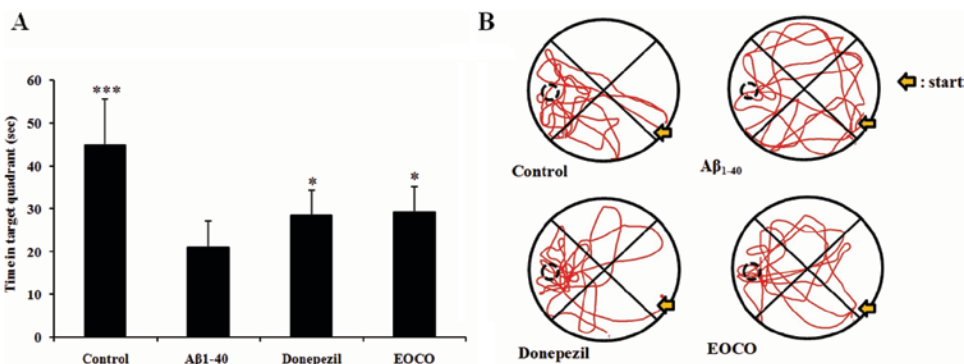 A
B
Time in target quadrant (sec)
60
50
40
30
20
10
0
***
*
*
Control
Aβ1-40
Donepezil
EOCO
: start
Control
Aβ1-40
Donepezil
EOCO